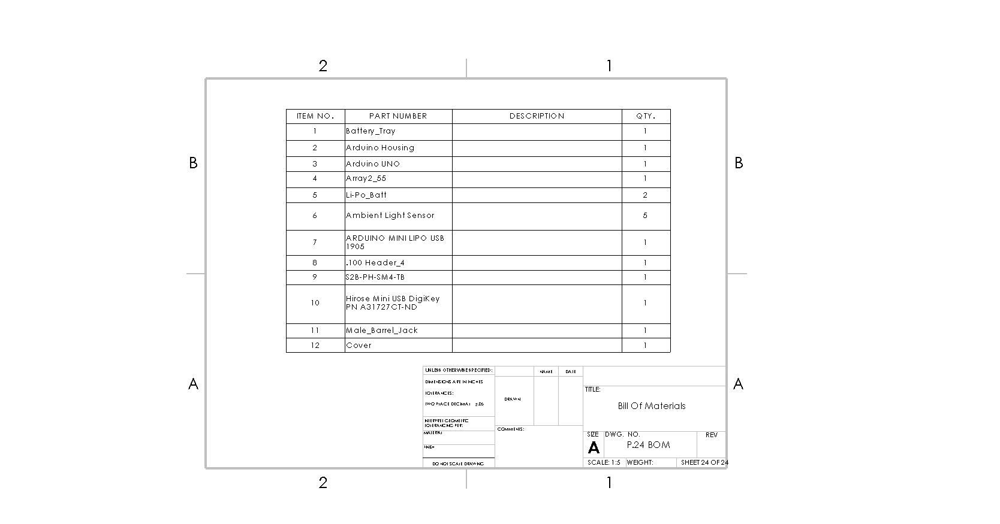 2 1
ITEM NO. PART NUMBER DESCRIPTION QTY.
1 Battery_Tray 1
2 Arduino Housing 1
B B
3 Arduino UNO 1
4 Array2_55 1
5 Li-Po_Batt 2
6 Ambient Light Sensor 5
7 ARDUINO MINI LIPO USB 1
1905
8 .100 Header_4 1
9 S2B-PH-SM4-TB 1
10 Hirose Mini USB DigiKey 1
PN A31727CT-ND
11 Male_Barrel_Jack 1
12 Cover 1
A A
UNLESS OTHERWISE SPECIFIED:
DIMENSIONS ARE IN INCHES
TOLERANCES:
TWO PLACE DECIMAL ±.05
INTERPRET GEOMETRIC
TOLERANCING PER:
MATERIAL
FINISH
DO NOT SCALE DRAWING
NAME DATE
DRAWN
COMMENTS:
TITLE:
Bill Of Materials
SIZE DWG. NO. REV
A P.24 BOM
SCALE: 1:5 WEIGHT: SHEET 24 OF 24
2 1